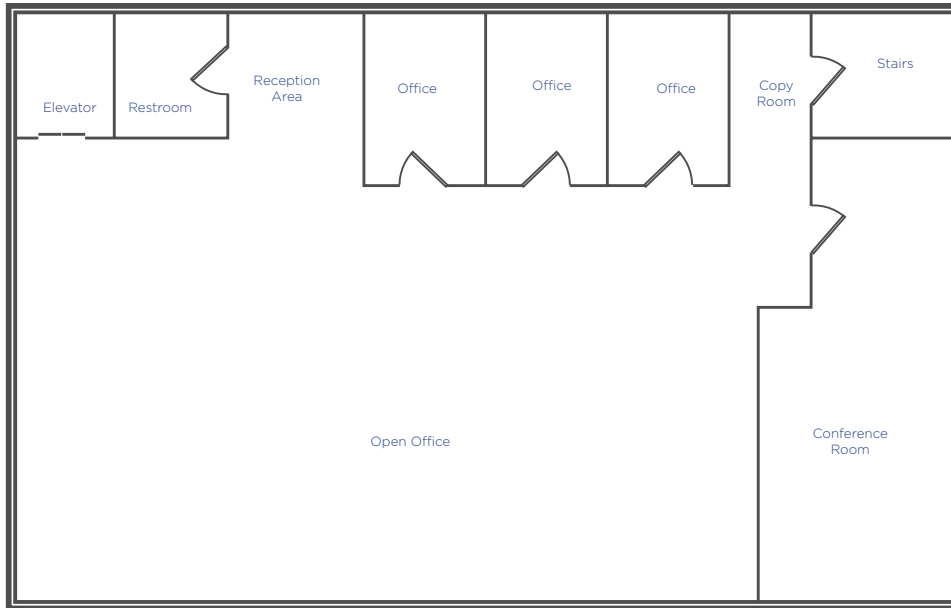 Elevator
Restroom
Reception
Area
Office
Office
Office
Copy
Room
Stairs
Open Office
Conference
Room